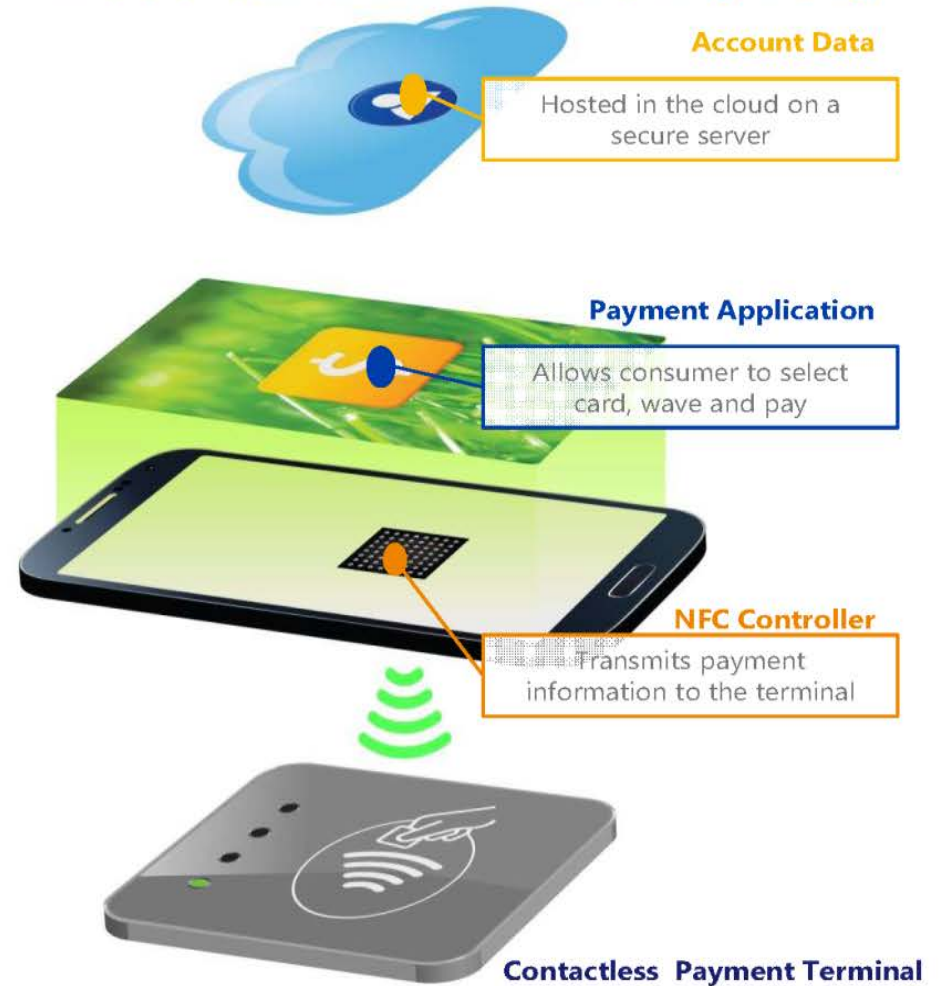 Account Data
Hosted in the cloud on a
secure server
Payment Application
Allows consumer to select
card, wave and pay
NFC Controller
Transmits payment
information to the terminal
Contactless Payment Terminal